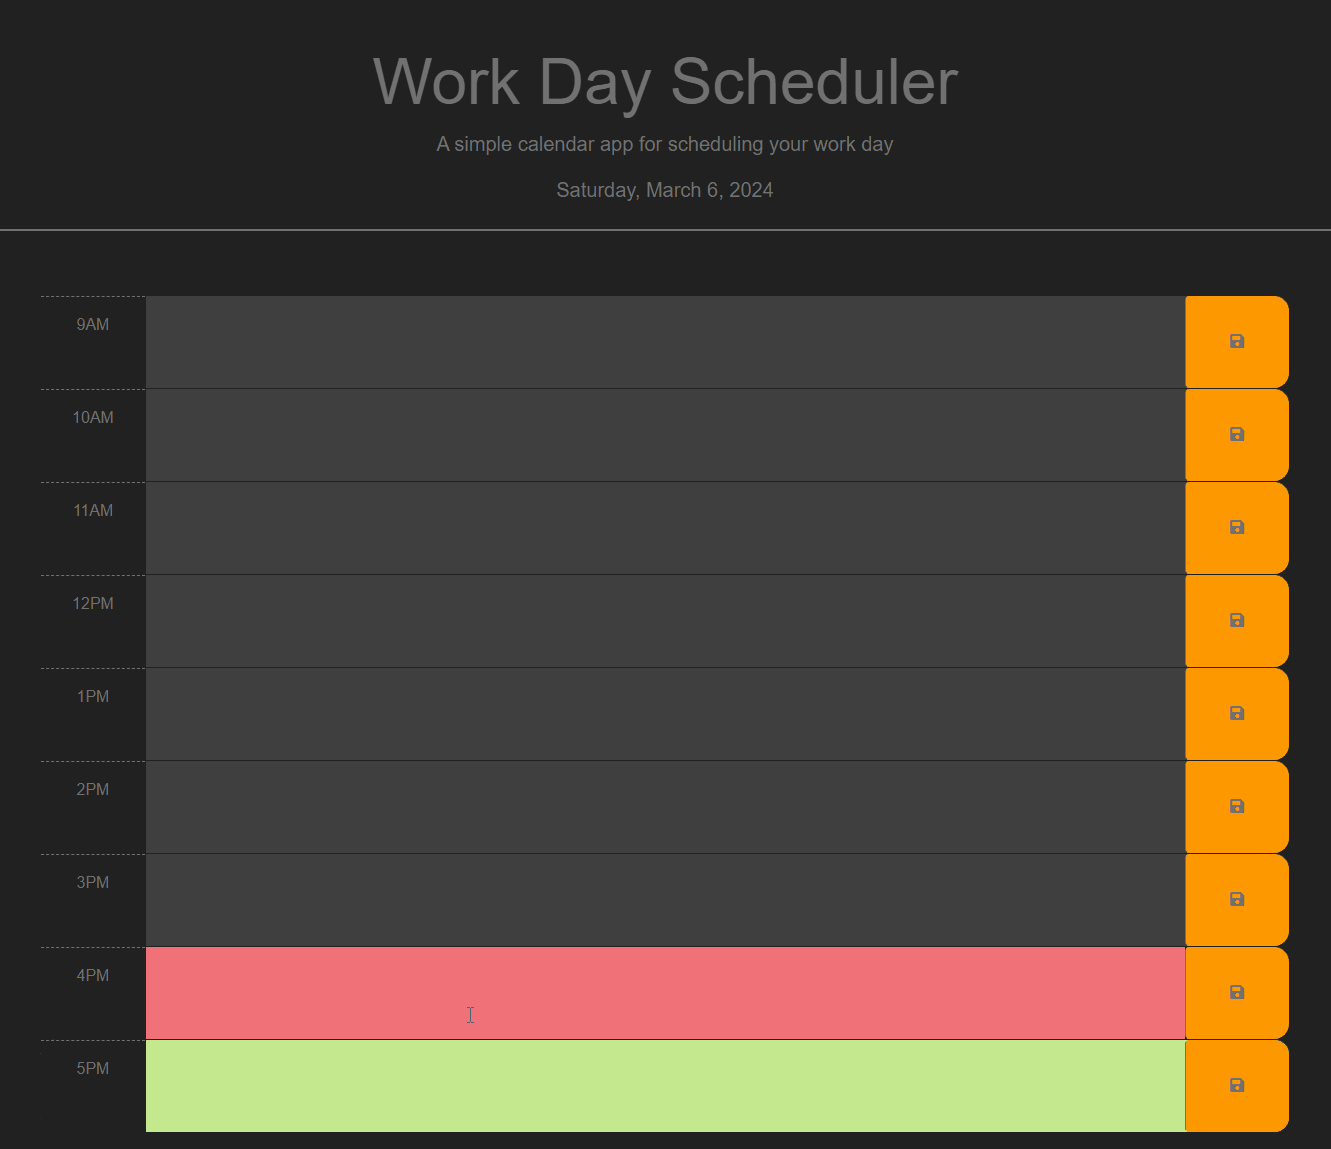 Work Day Scheduler
A simple calendar app for scheduling your work day
Saturday, March 6, 2024
9AM
10AM
11AM
12PM
1PM
2PM
3PM
4PM
5PM